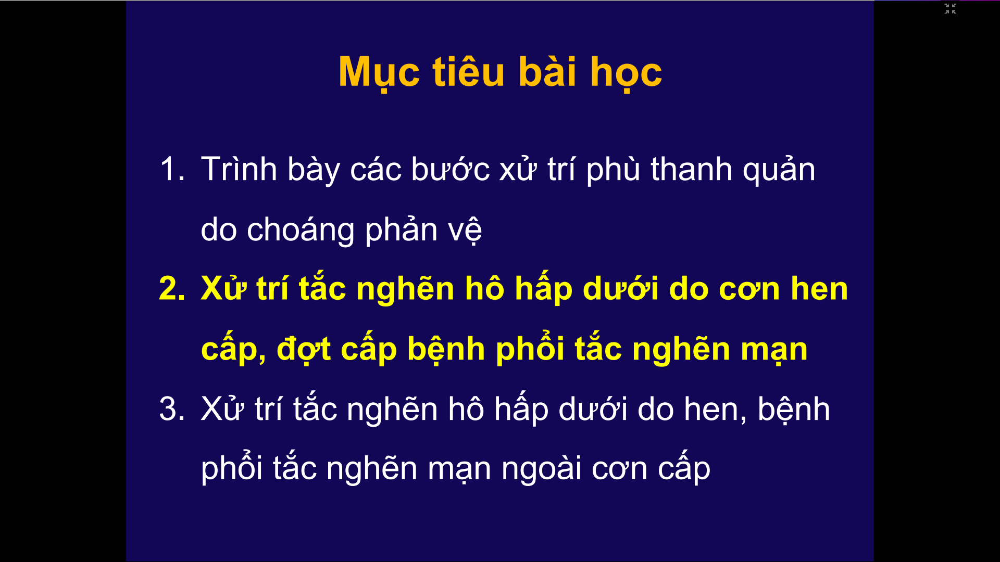 Mục tiêu bài học
1. Trình bày các bước xử trí phù thanh quản
do choáng phản vệ
2. Xử trí tắc nghẽn hô hấp dưới do cơn hen
cấp, đợt cấp bệnh phổi tắc nghẽn mạn
3. Xử trí tắc nghẽn hô hấp dưới do hen, bệnh
phổi tắc nghẽn mạn ngoài cơn cấp